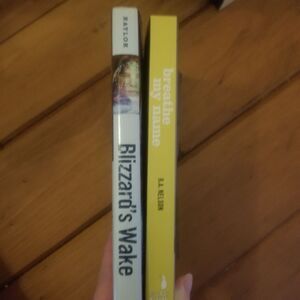 NAYLOR
Blizzard's Wake
breathe
my name
R.A. NELSON